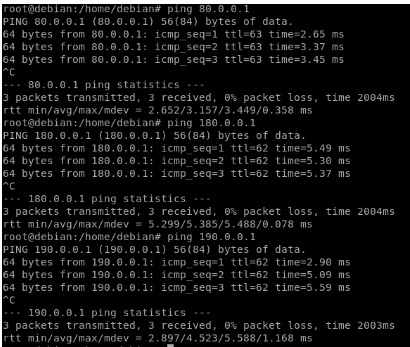 root@debian:/home/debian# ping 80.0.0.1
PING 80.0.0.1 (80.0.0.1) 56(84) bytes of data.
64 bytes from 80.0.0.1: icmp_seq=1 ttl=63 time=2.65 ms
64 bytes from 80.0.0.1: icmp_seq=2 ttl=63 time=3.37 ms
64 bytes from 80.0.0.1: icmp_seq=3 ttl=63 time=3.45 ms
^C
--- 80.0.0.1 ping statistics ---
3 packets transmitted, 3 received, 0% packet loss, time 2004ms
rtt min/avg/max/mdev = 2.652/3.157/3.449/0.358 ms
root@debian:/home/debian# ping 180.0.0.1
PING 180.0.0.1 (180.0.0.1) 56(84) bytes of data.
64 bytes from 180.0.0.1: icmp_seq=1 ttl=62 time=5.49 ms
64 bytes from 180.0.0.1: icmp_seq=2 ttl=62 time=5.30 ms
64 bytes from 180.0.0.1: icmp_seq=3 ttl=62 time=5.37 ms
^C
--- 180.0.0.1 ping statistics ---
3 packets transmitted, 3 received, 0% packet loss, time 2004ms
rtt min/avg/max/mdev = 5.299/5.385/5.488/0.078 ms
root@debian:/home/debian# ping 190.0.0.1
PING 190.0.0.1 (190.0.0.1) 56(84) bytes of data.
64 bytes from 190.0.0.1: icmp_seq=1 ttl=62 time=2.90 ms
64 bytes from 190.0.0.1: icmp_seq=2 ttl=62 time=5.09 ms
64 bytes from 190.0.0.1: icmp_seq=3 ttl=62 time=5.59 ms
^C
--- 190.0.0.1 ping statistics ---
3 packets transmitted, 3 received, 0% packet loss, time 2003ms
rtt min/avg/max/mdev = 2.897/4.523/5.588/1.168 ms